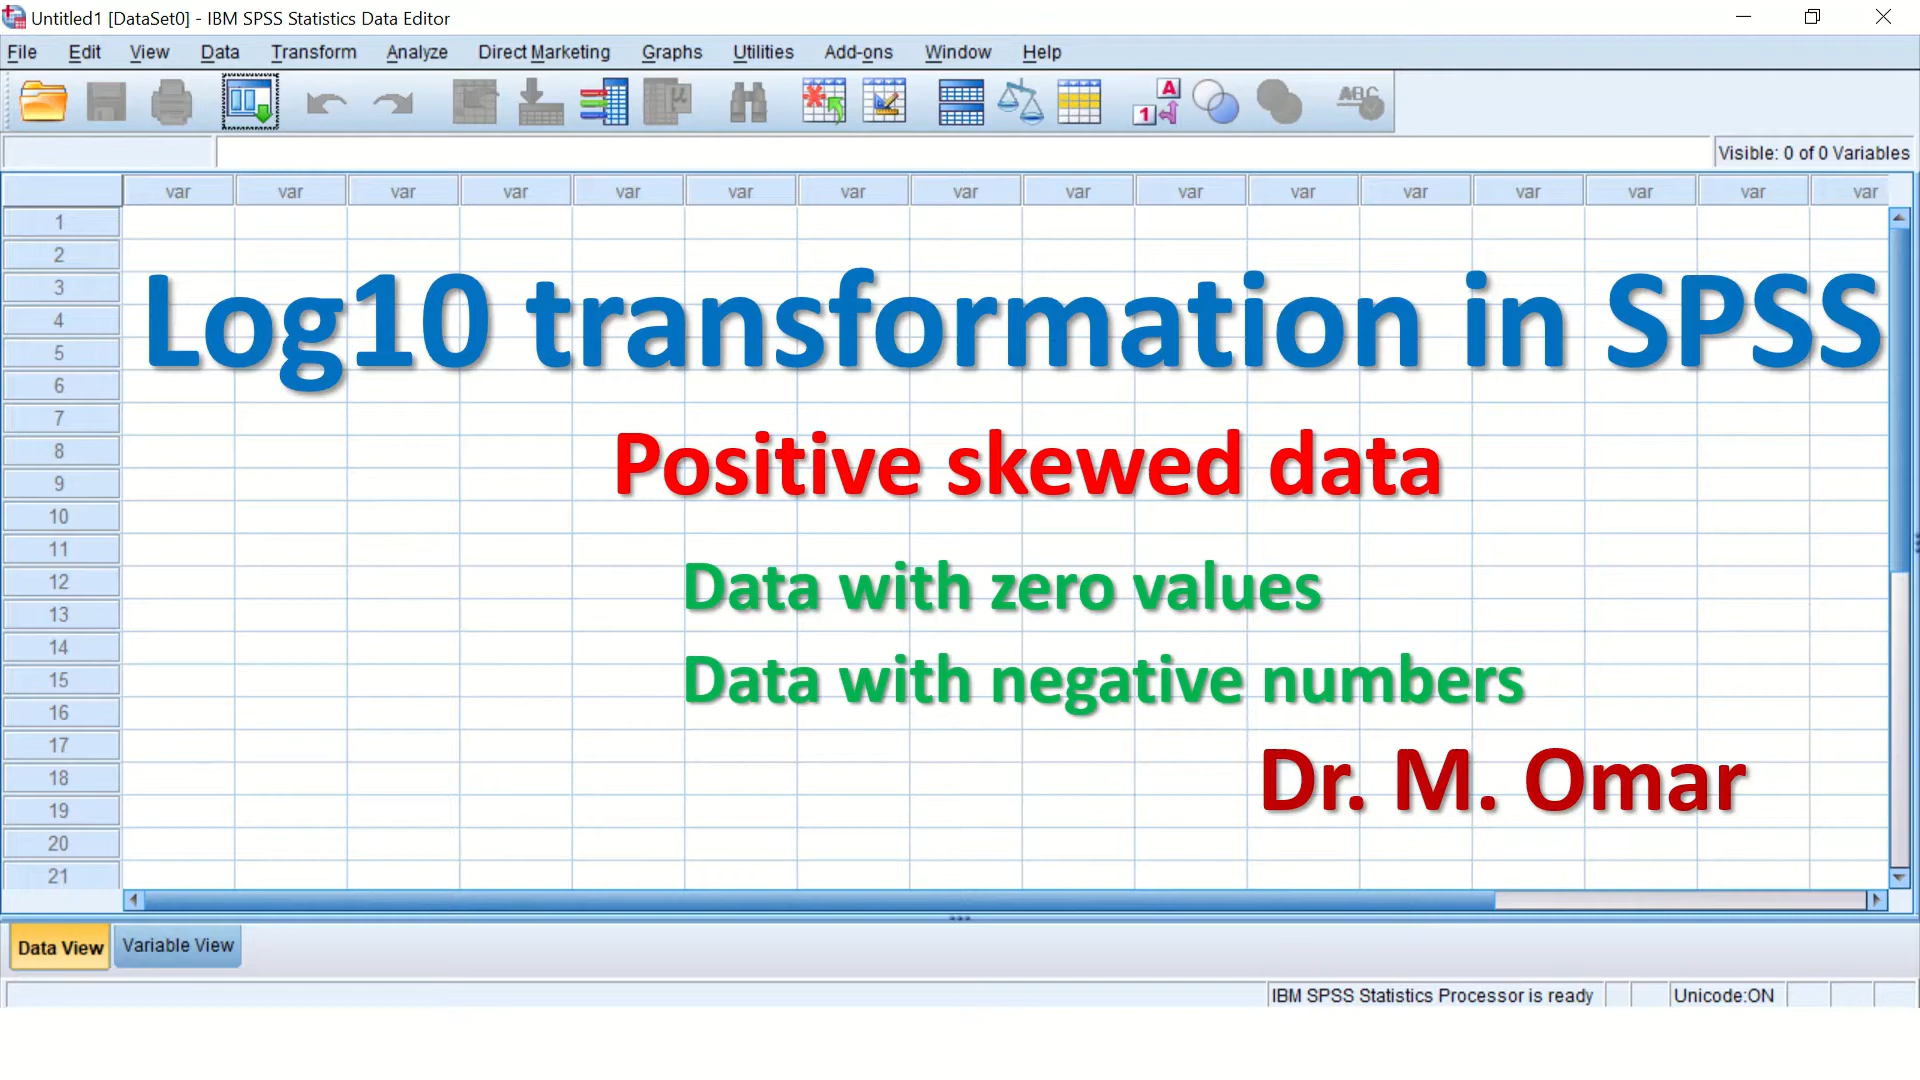 Untitled1 [DataSet0] - IBM SPSS Statistics Data Editor
File Edit View Data Transform Analyze Direct Marketing Graphs Utilities Add-ons Window Help
A
1
ABC
Visible: 0 of 0 Variables
var var var var var var var var var var var var var var var var
1
2
3
4
5
6
7
8
9
10
11
12
13
14
15
16
17
18
19
20
21
Log10 transformation in SPSS
Positive skewed data
Data with zero values
Data with negative numbers
Dr. M. Omar
Data View Variable View
IBM SPSS Statistics Processor is ready Unicode:ON